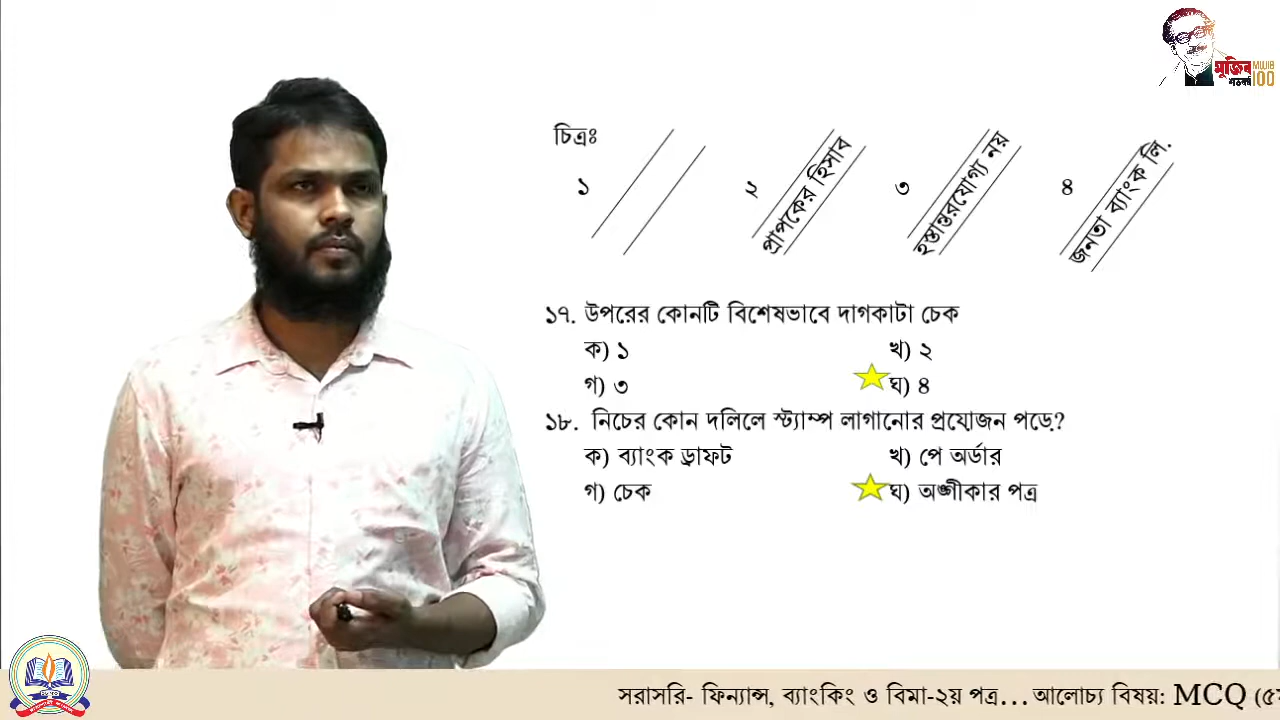 মুজিব MUJIB
শতবর্ষ 100
চিত্রঃ
১
২ প্রাপকের হিসাব
৩ হস্তান্তরযোগ্য নয়
৪ জনতা ব্যাংক লি.
১৭. উপরের কোনটি বিশেষভাবে দাগকাটা চেক
ক) ১ খ) ২
গ) ৩ ঘ) ৪
১৮. নিচের কোন দলিলে স্ট্যাম্প লাগানোর প্রযোজন পড়ে?
ক) ব্যাংক ড্রাফট খ) পে অর্ডার
গ) চেক ঘ) অঙ্গীকার পত্র
সরাসরি- ফিন্যান্স, ব্যাংকিং ও বিমা-২য় পত্র... আলোচ্য বিষয়: MCQ (৫ম